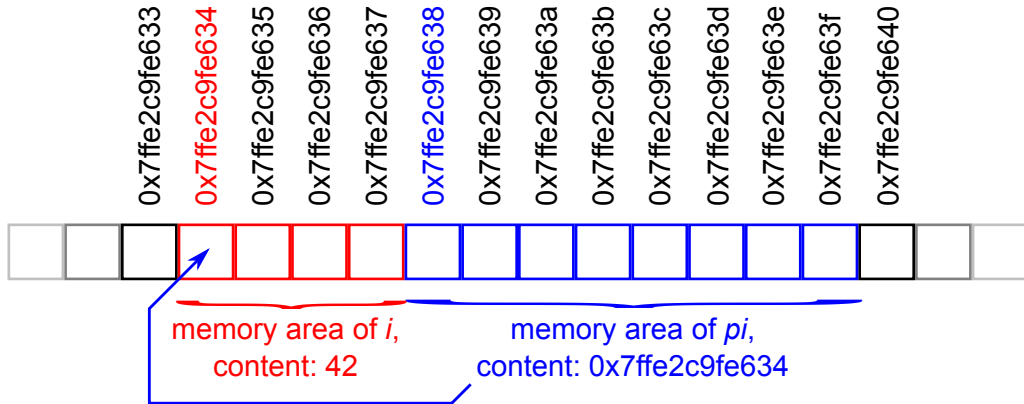 0x7ffe2c9fe633
0x7ffe2c9fe634
0x7ffe2c9fe635
0x7ffe2c9fe636
0x7ffe2c9fe637
0x7ffe2c9fe638
0x7ffe2c9fe639
0x7ffe2c9fe63a
0x7ffe2c9fe63b
0x7ffe2c9fe63c
0x7ffe2c9fe63d
0x7ffe2c9fe63e
0x7ffe2c9fe63f
0x7ffe2c9fe640
memory area of i,
content: 42
memory area of pi,
content: 0x7ffe2c9fe634